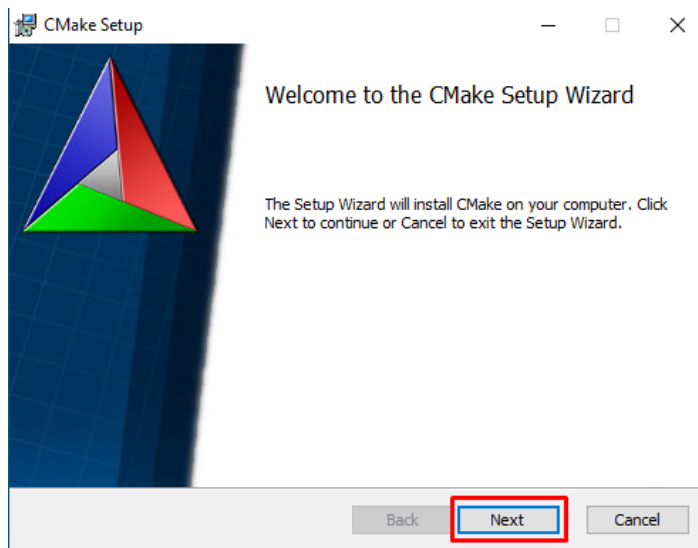 CMake Setup
Welcome to the CMake Setup Wizard
The Setup Wizard will install CMake on your computer. Click
Next to continue or Cancel to exit the Setup Wizard.
Back Next Cancel